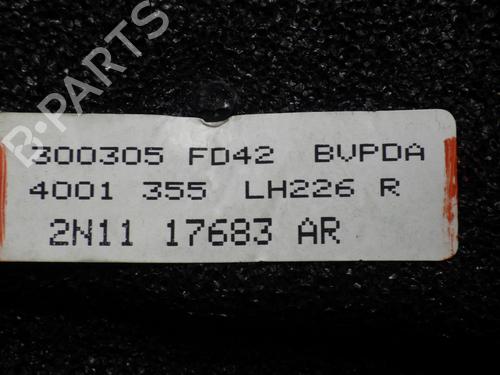 B-PARTS
300305 FD42 BVPDA
4001 355 LH226 R
2N11 17683 AR